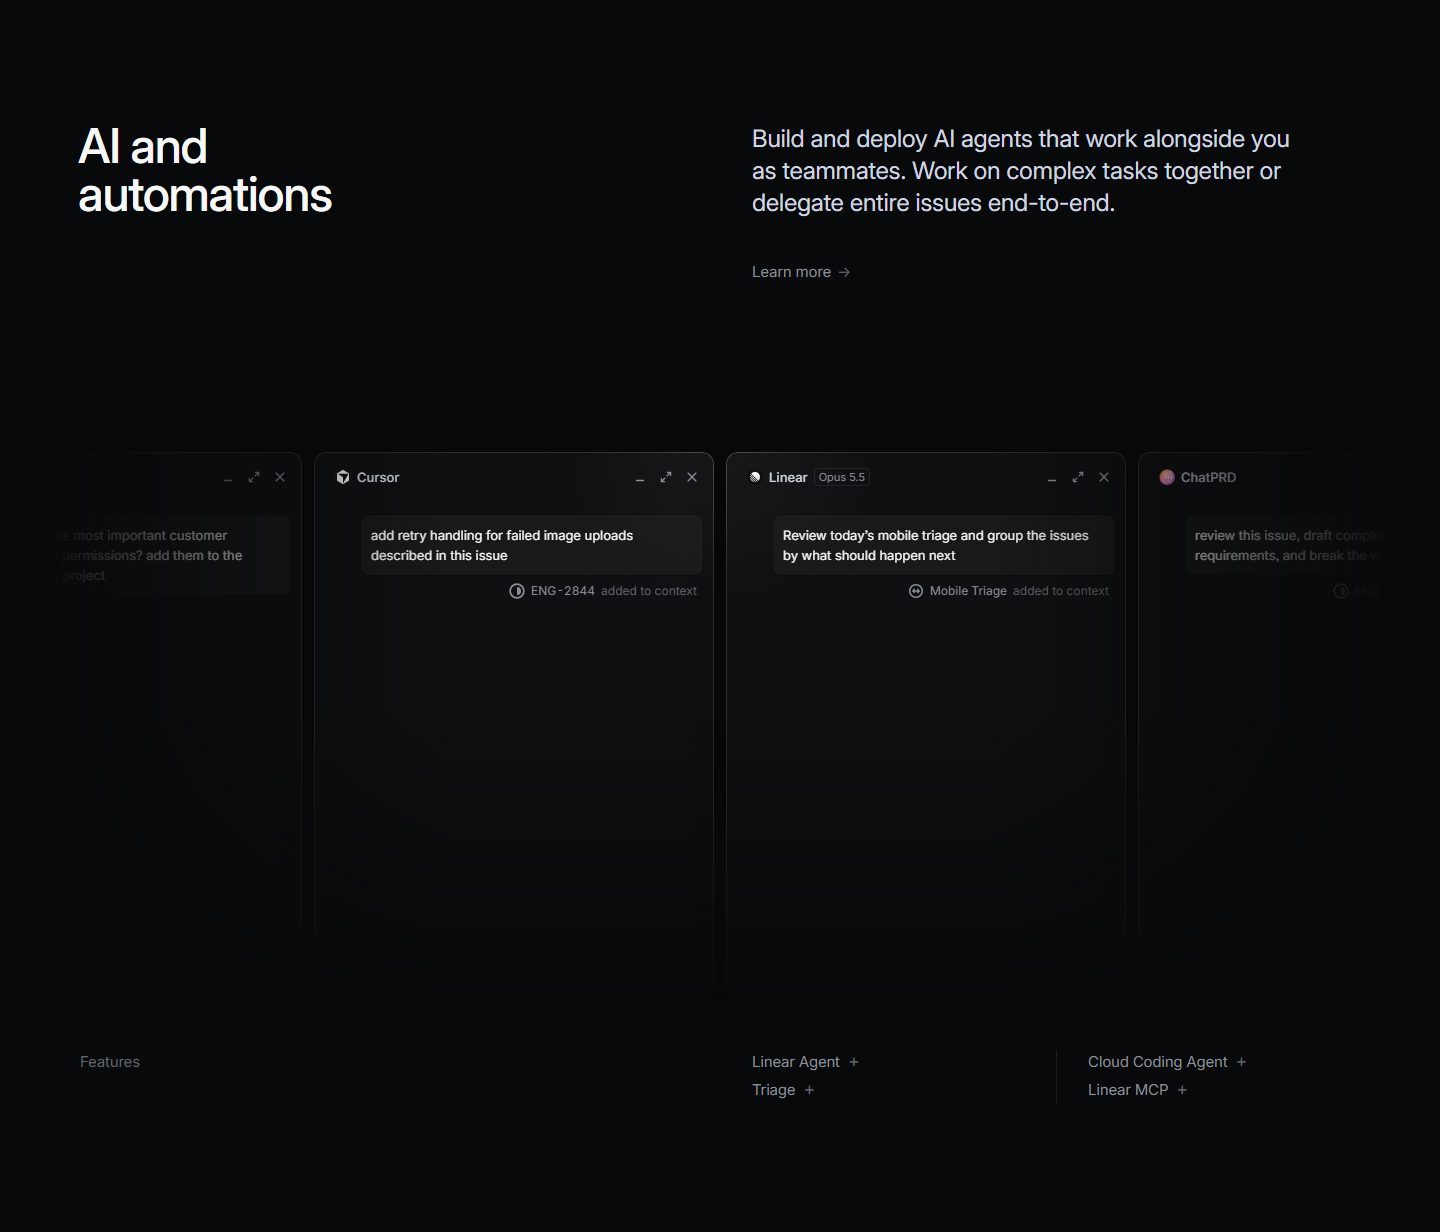 AI and
automations
Build and deploy AI agents that work alongside you
as teammates. Work on complex tasks together or
delegate entire issues end-to-end.
Learn more →
most important customer
permissions? add them to the
project
Cursor
add retry handling for failed image uploads
described in this issue
ENG-2844 added to context
Linear Opus 5.5
Review today's mobile triage and group the issues
by what should happen next
Mobile Triage added to context
ChatPRD
review this issue, draft
requirements, and break the
Features
Linear Agent +
Triage +
Cloud Coding Agent +
Linear MCP +